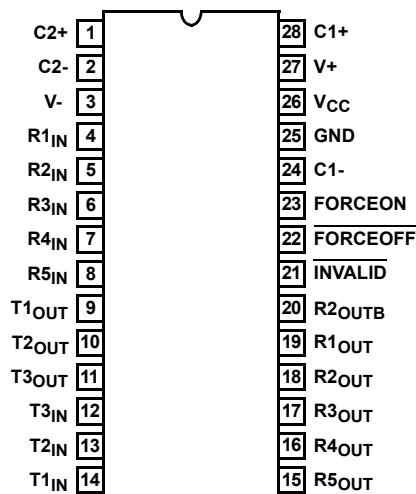 C2+ 1 28 C1+
C2- 2 27 V+
V- 3 26 VCC
R1IN 4 25 GND
R2IN 5 24 C1-
R3IN 6 23 FORCEON
R4IN 7 22 FORCEOFF
R5IN 8 21 INVALID
T1OUT 9 20 R2OUTB
T2OUT 10 19 R1OUT
T3OUT 11 18 R2OUT
T3IN 12 17 R3OUT
T2IN 13 16 R4OUT
T1IN 14 15 R5OUT